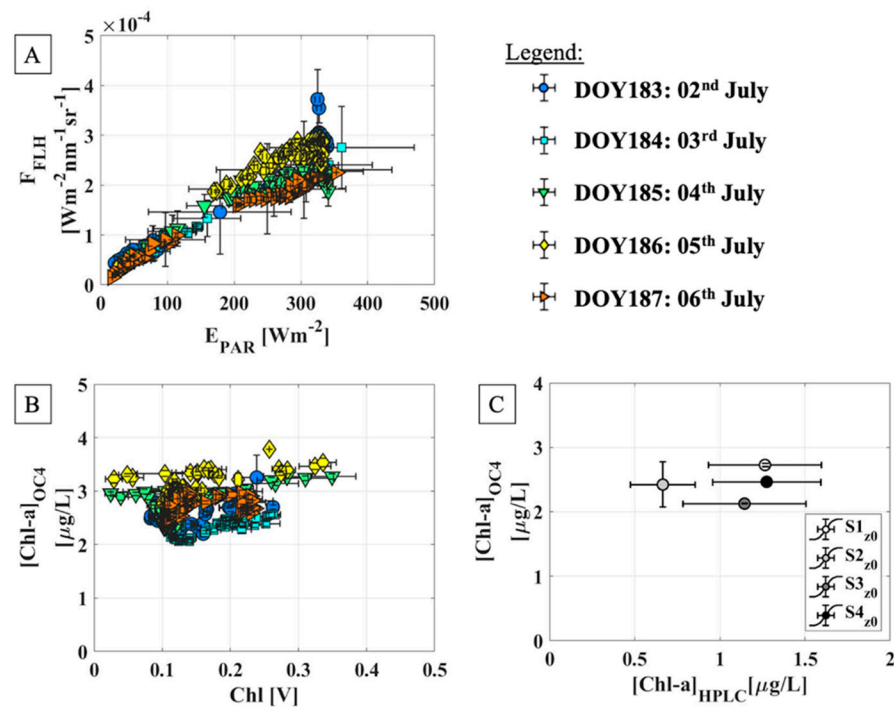 A
×10⁻⁴
5
4
3
2
1
0
F_FLH
[Wm⁻²nm⁻¹sr⁻¹]
0 100 200 300 400 500
E_PAR [Wm⁻²]
Legend:
DOY183: 02ⁿᵈ July
DOY184: 03ʳᵈ July
DOY185: 04ᵗʰ July
DOY186: 05ᵗʰ July
DOY187: 06ᵗʰ July
B
5
4
3
2
1
0
[Chl-a]_OC4
[µg/L]
0 0.1 0.2 0.3 0.4 0.5
Chl [V]
C
4
3
2
1
0
[Chl-a]_OC4
[µg/L]
S1_z0
S2_z0
S3_z0
S4_z0
0 0.5 1 1.5 2
[Chl-a]_HPLC[µg/L]